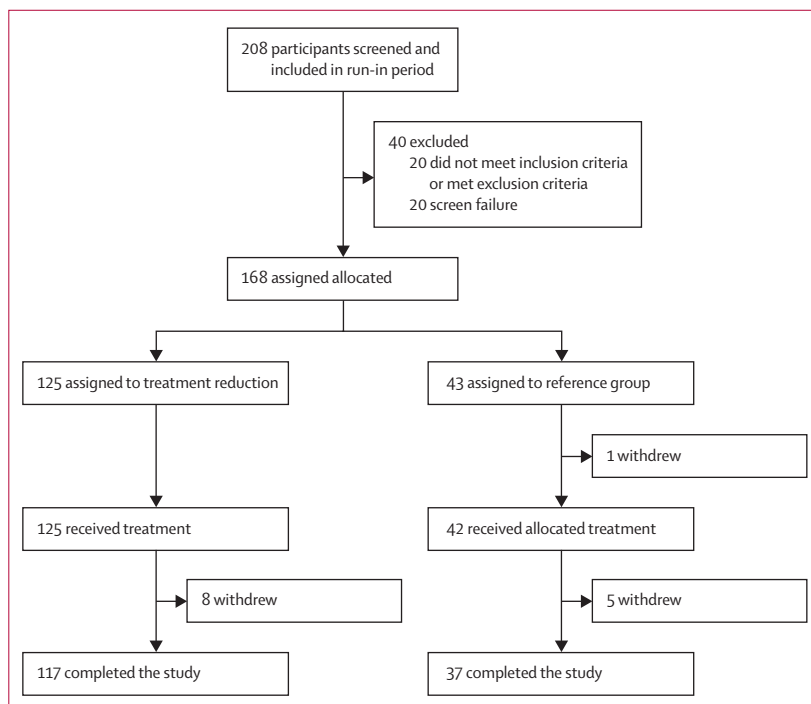 208 participants screened and
included in run-in period
40 excluded
20 did not meet inclusion criteria
or met exclusion criteria
20 screen failure
168 assigned allocated
125 assigned to treatment reduction
43 assigned to reference group
1 withdrew
125 received treatment
42 received allocated treatment
8 withdrew
5 withdrew
117 completed the study
37 completed the study